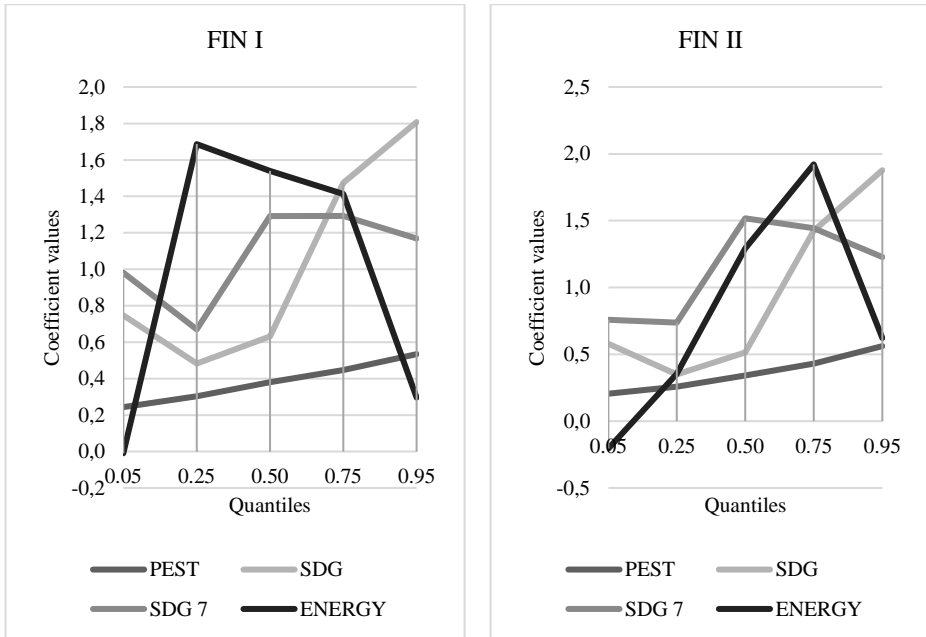 FIN I
2,0
1,8
1,6
1,4
1,2
1,0
0,8
0,6
0,4
0,2
0,0
-0,2
Coefficient values
0.05 0.25 0.50 0.75 0.95
Quantiles
PEST SDG
SDG 7 ENERGY
FIN II
2,5
2,0
1,5
1,0
0,5
0,0
-0,5
Coefficient values
0.05 0.25 0.50 0.75 0.95
Quantiles
PEST SDG
SDG 7 ENERGY